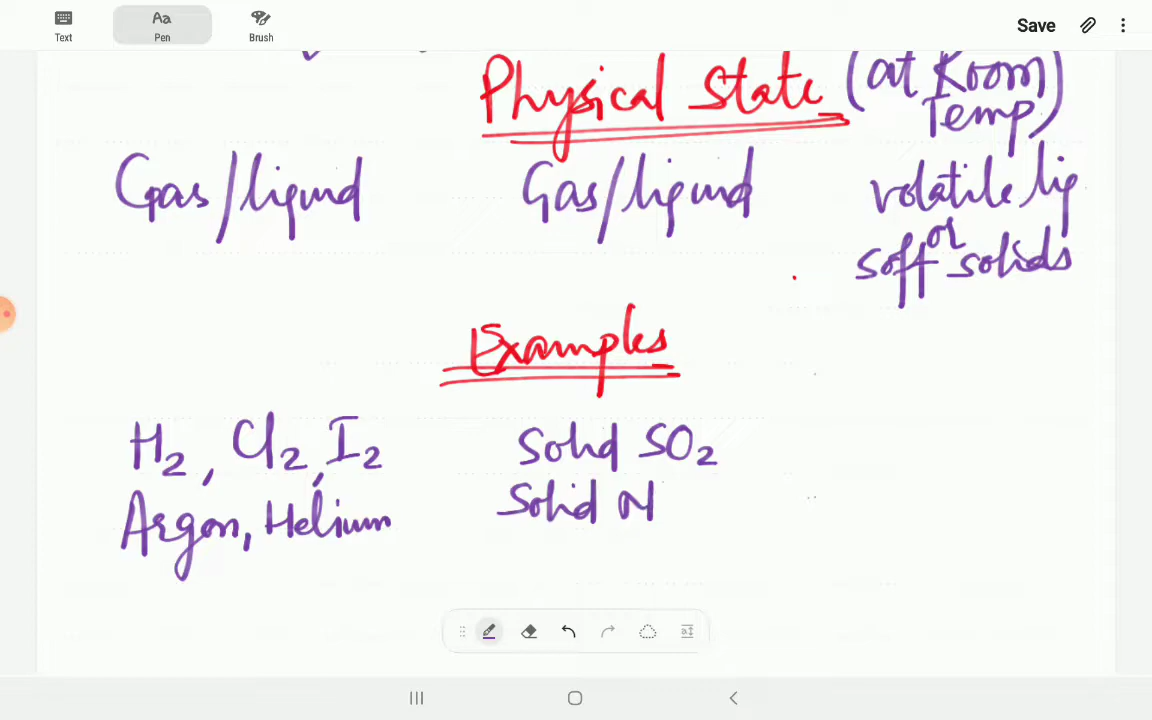 Text
Pen
Brush
Save
Physical State (at Room Temp)
Gas/liquid
Gas/liquid
volatile liq
or
soft solids
Examples
H2, Cl2, I2
Argon, Helium
Solid SO2
Solid N